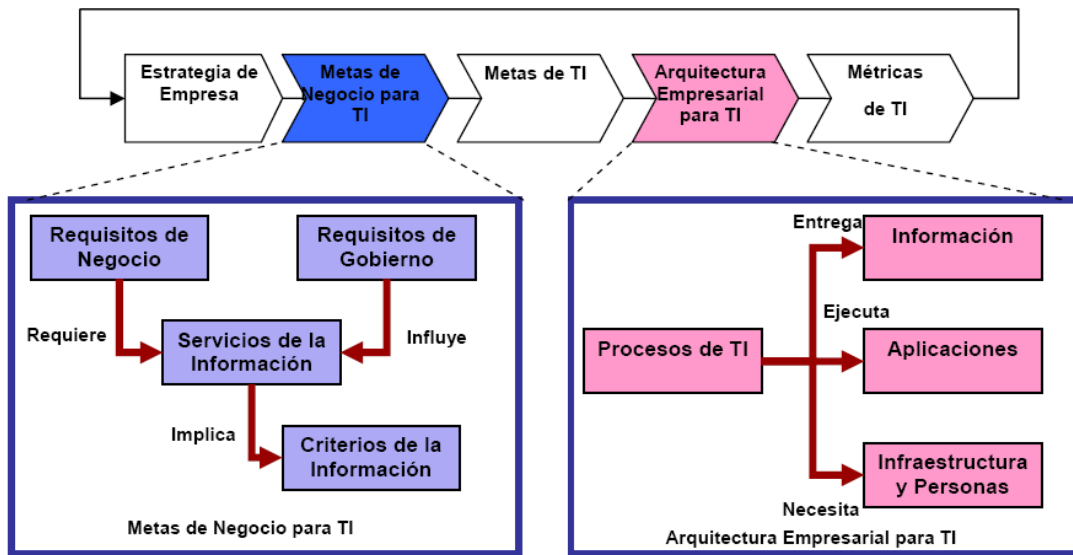 Estrategia de
Empresa
Metas de
Negocio para
TI
Metas de TI
Arquitectura
Empresarial
para TI
Métricas
de TI
Requisitos de
Negocio
Requisitos de
Gobierno
Requiere
Servicios de la
Información
Influye
Implica
Criterios de la
Información
Metas de Negocio para TI
Entrega
Información
Ejecuta
Procesos de TI
Aplicaciones
Infraestructura
y Personas
Necesita
Arquitectura Empresarial para TI